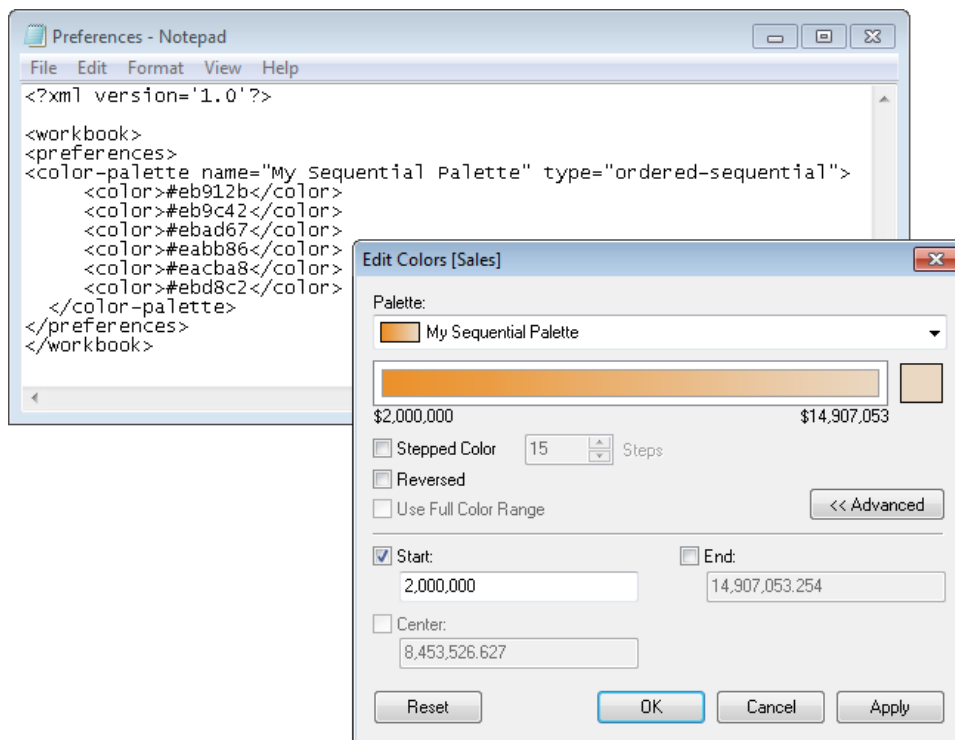 Preferences - Notepad
File Edit Format View Help
<?xml version='1.0'?>
<workbook>
<preferences>
<color-palette name="My Sequential Palette" type="ordered-sequential">
<color>#eb912b</color>
<color>#eb9c42</color>
<color>#ebad67</color>
<color>#eabb86</color>
<color>#eacba8</color>
<color>#ebd8c2</color>
</color-palette>
</preferences>
</workbook>
Edit Colors [Sales]
Palette:
My Sequential Palette
$2,000,000 $14,907,053
Stepped Color 15 Steps
Reversed
Use Full Color Range
<< Advanced
Start: End:
2,000,000 14,907,053.254
Center:
8,453,526.627
Reset OK Cancel Apply